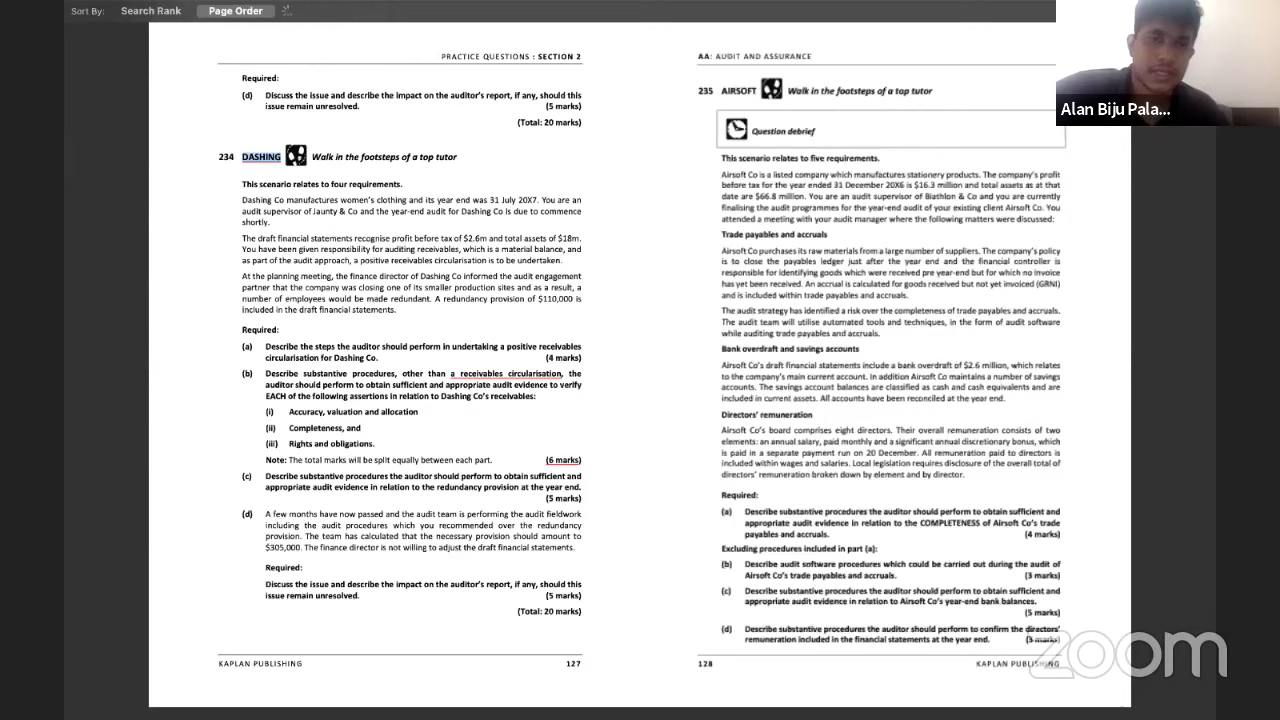 Sort By: Search Rank Page Order
PRACTICE QUESTIONS : SECTION 2
Required:
(d) Discuss the issue and describe the impact on the auditor's report, if any, should this
issue remain unresolved. (5 marks)
(Total: 20 marks)
234 DASHING Walk in the footsteps of a top tutor
This scenario relates to four requirements.
Dashing Co manufactures women's clothing and its year end was 31 July 20X7. You are an
audit supervisor of Jaunty & Co and the year-end audit for Dashing Co is due to commence
shortly.
The draft financial statements recognise profit before tax of $2.6m and total assets of $18m.
You have been given responsibility for auditing receivables, which is a material balance, and
as part of the audit approach, a positive receivables circularisation is to be undertaken.
At the planning meeting, the finance director of Dashing Co informed the audit engagement
partner that the company was closing one of its smaller production sites and as a result, a
number of employees would be made redundant. A redundancy provision of $110,000 is
included in the draft financial statements.
Required:
(a) Describe the steps the auditor should perform in undertaking a positive receivables
circularisation for Dashing Co. (4 marks)
(b) Describe substantive procedures, other than a receivables circularisation, the
auditor should perform to obtain sufficient and appropriate audit evidence to verify
EACH of the following assertions in relation to Dashing Co's receivables:
(i) Accuracy, valuation and allocation
(ii) Completeness, and
(iii) Rights and obligations.
Note: The total marks will be split equally between each part. (6 marks)
(c) Describe substantive procedures the auditor should perform to obtain sufficient and
appropriate audit evidence in relation to the redundancy provision at the year end.
(5 marks)
(d) A few months have now passed and the audit team is performing the audit fieldwork
including the audit procedures which you recommended over the redundancy
provision. The team has calculated that the necessary provision should amount to
$305,000. The finance director is not willing to adjust the draft financial statements.
Required:
Discuss the issue and describe the impact on the auditor's report, if any, should this
issue remain unresolved. (5 marks)
(Total: 20 marks)
KAPLAN PUBLISHING 127
AA: AUDIT AND ASSURANCE
235 AIRSOFT Walk in the footsteps of a top tutor
Question debrief
This scenario relates to five requirements.
Airsoft Co is a listed company which manufactures stationery products. The company's profit
before tax for the year ended 31 December 20X6 is $16.3 million and total assets as at that
date are $66.8 million. You are an audit supervisor of Biathlon & Co and you are currently
finalising the audit programmes for the year-end audit of your existing client Airsoft Co. You
attended a meeting with your audit manager where the following matters were discussed:
Trade payables and accruals
Airsoft Co purchases its raw materials from a large number of suppliers. The company's policy
is to close the payables ledger just after the year end and the financial controller is
responsible for identifying goods which were received pre year-end but for which no invoice
has yet been received. An accrual is calculated for goods received but not yet invoiced (GRNI)
and is included within trade payables and accruals.
The audit strategy has identified a risk over the completeness of trade payables and accruals.
The audit team will utilise automated tools and techniques, in the form of audit software
while auditing trade payables and accruals.
Bank overdraft and savings accounts
Airsoft Co's draft financial statements include a bank overdraft of $2.6 million, which relates
to the company's main current account. In addition Airsoft Co maintains a number of savings
accounts. The savings account balances are classified as cash and cash equivalents and are
included in current assets. All accounts have been reconciled at the year end.
Directors' remuneration
Airsoft Co's board comprises eight directors. Their overall remuneration consists of two
elements: an annual salary, paid monthly and a significant annual discretionary bonus, which
is paid in a separate payment run on 20 December. All remuneration paid to directors is
included within wages and salaries. Local legislation requires disclosure of the overall total of
directors' remuneration broken down by element and by director.
Required:
(a) Describe substantive procedures the auditor should perform to obtain sufficient and
appropriate audit evidence in relation to the COMPLETENESS of Airsoft Co's trade
payables and accruals. (4 marks)
Excluding procedures included in part (a):
(b) Describe audit software procedures which could be carried out during the audit of
Airsoft Co's trade payables and accruals. (3 marks)
(c) Describe substantive procedures the auditor should perform to obtain sufficient and
appropriate audit evidence in relation to Airsoft Co's year-end bank balances.
(5 marks)
(d) Describe substantive procedures the auditor should perform to confirm the directors'
remuneration included in the financial statements at the year end. (3 marks)
128 KAPLAN PUBLISHING
Alan Biju Pala...
zoom